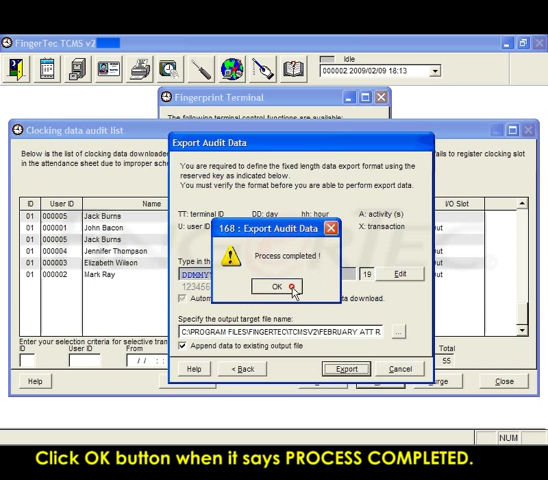 FingerTec TCMS v2
Idle
000002 2009/02/09 18:13
Fingerprint Terminal
The following terminal control functions are available:
Clocking data audit list
Below is the list of clocking data downloaded
fails to register clocking slot
in the attendance sheet due to improper
ID User ID Name I/O Slot
01 000005 Jack Burns Out
01 000001 John Bacon Out
01 000005 Jack Burns
01 000004 Jennifer Thompson Out
01 000003 Elizabeth Wilson Out
01 000002 Mark Ray Out
Enter your selection criteria for selective
ID User ID From Total
/ / : : 55
Help Close
Export Audit Data
You are required to define the fixed length data export format using the
reserved key as indicated below.
You must verify the format before you are able to perform export data.
TT: terminal ID DD: day hh: hour A: activity (s)
U: user ID X: transaction
Type in the
DDMMYY 19 Edit
123456
Autom data download.
Specify the output target file name:
C:\PROGRAM FILES\FINGERTEC\TCMSV2\FEBRUARY ATT R ...
Append data to existing output file
Help < Back Export Cancel
168 : Export Audit Data
Process completed !
OK
NUM
Click OK button when it says PROCESS COMPLETED.